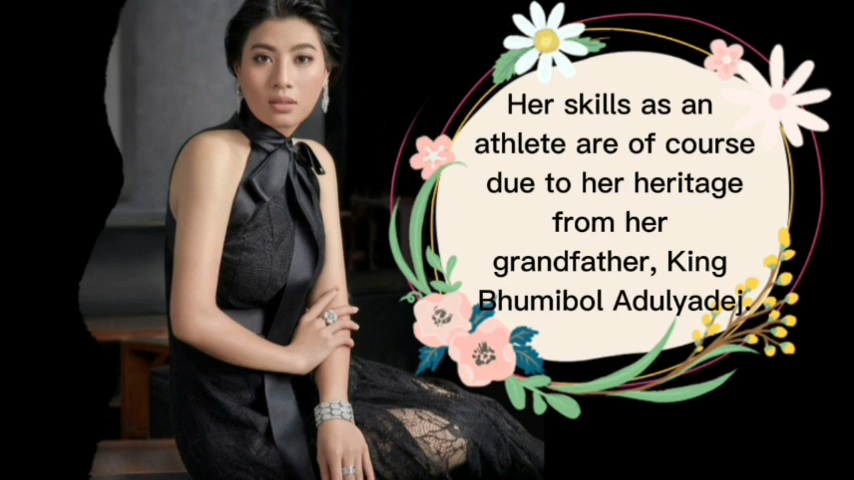 Her skills as an
athlete are of course
due to her heritage
from her
grandfather, King
Bhumibol Adulyadej.